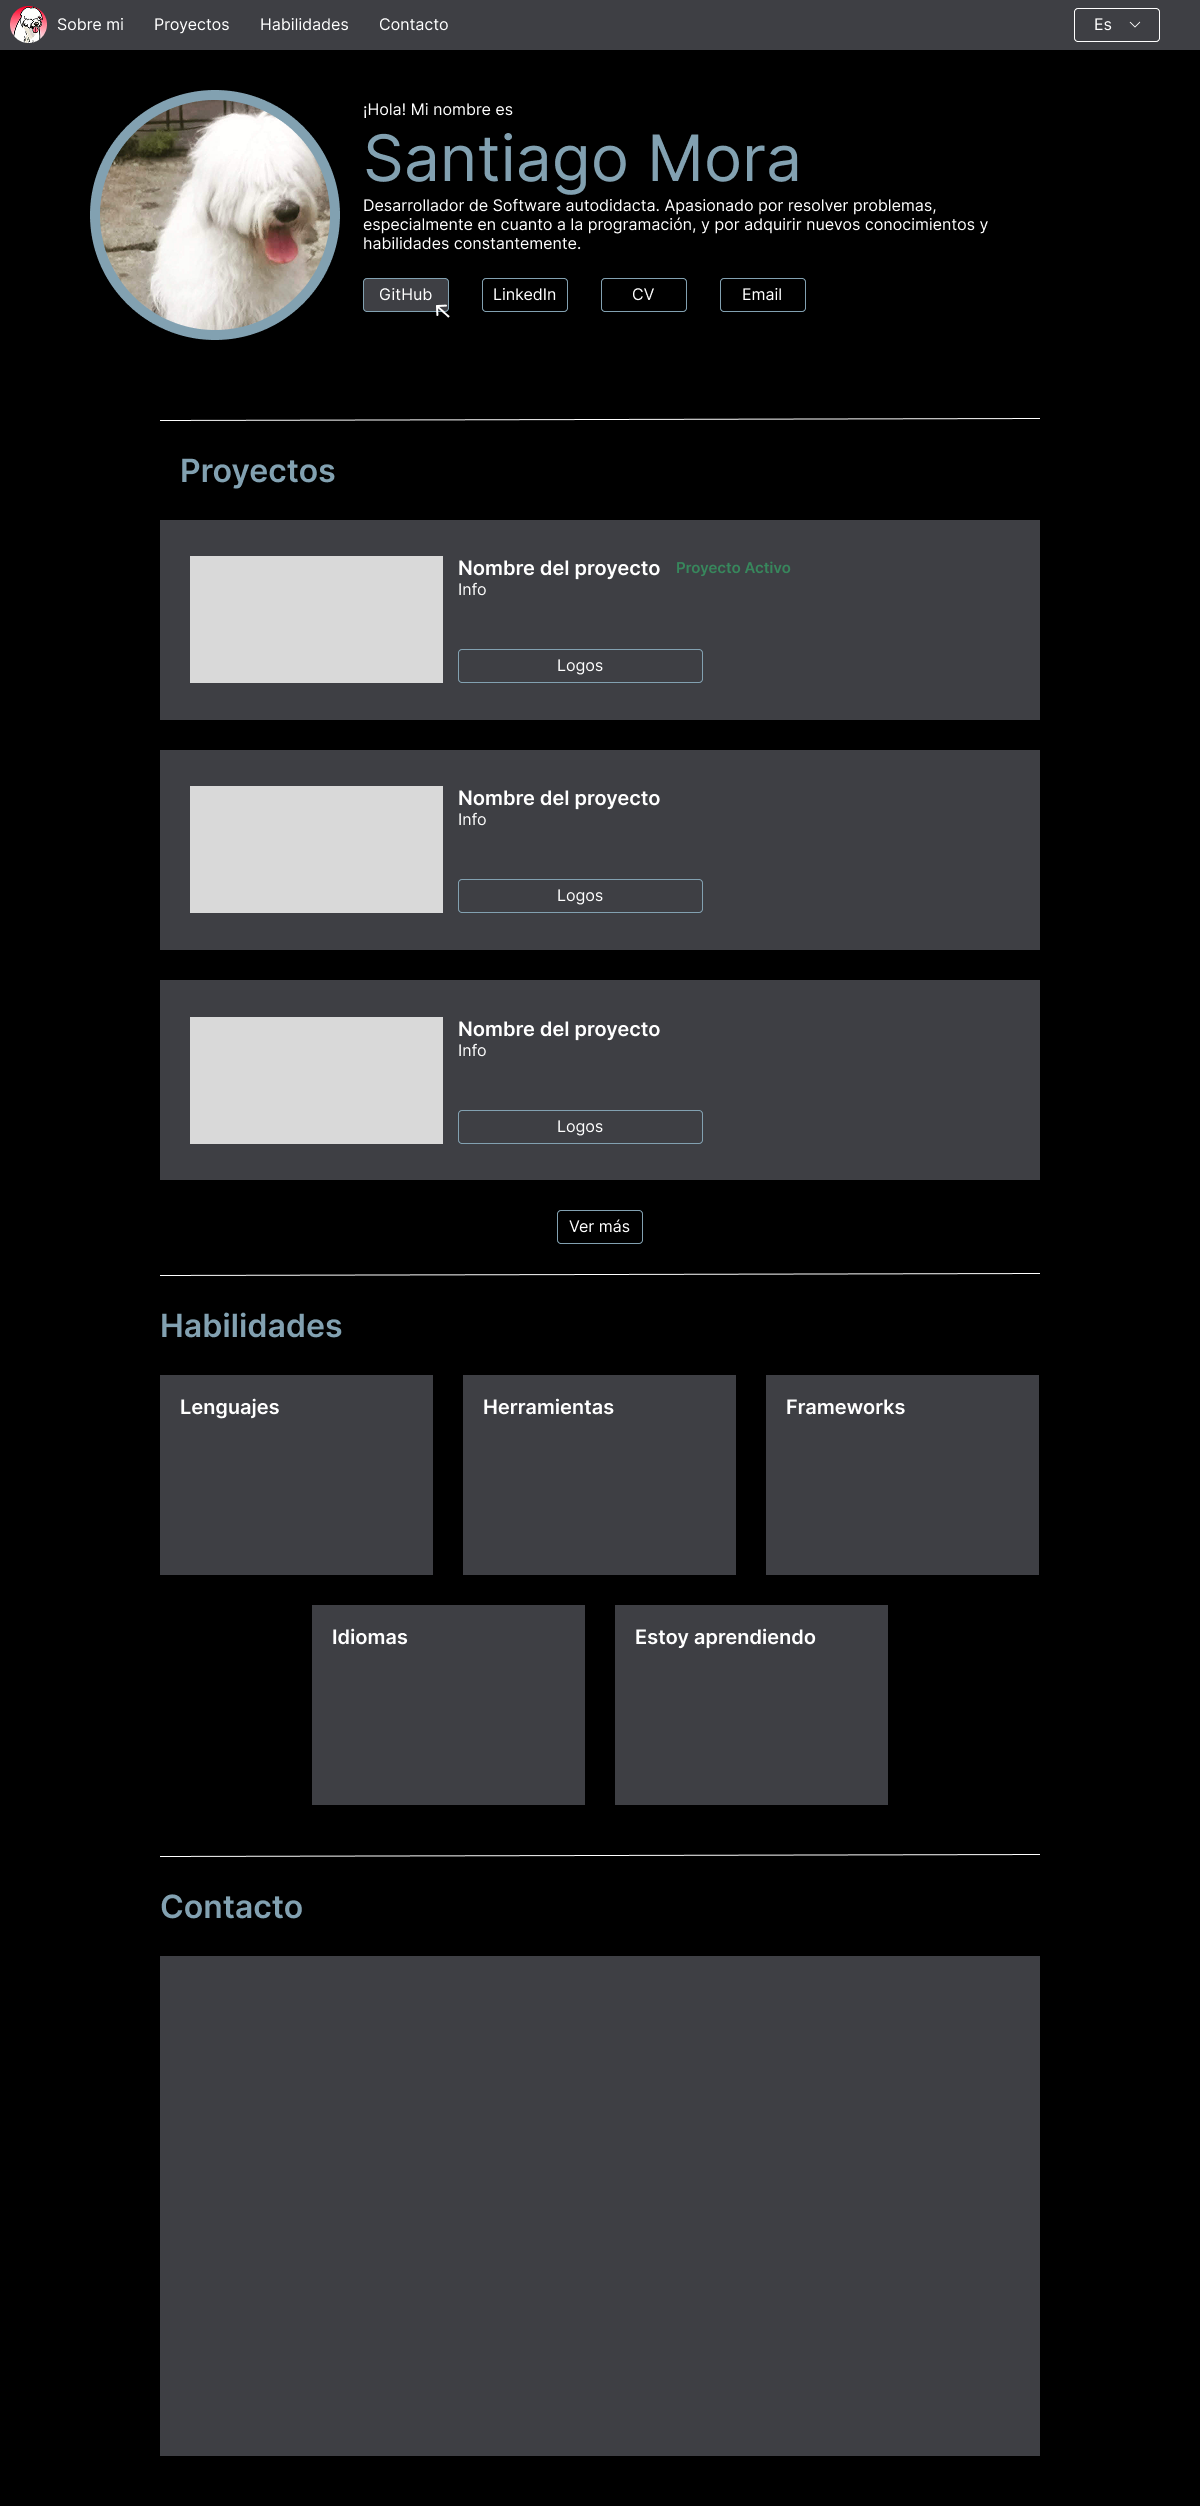 Sobre mi
Proyectos
Habilidades
Contacto
Es
¡Hola! Mi nombre es
Santiago Mora
Desarrollador de Software autodidacta. Apasionado por resolver problemas,
especialmente en cuanto a la programación, y por adquirir nuevos conocimientos y
habilidades constantemente.
GitHub
LinkedIn
CV
Email
Proyectos
Nombre del proyecto
Proyecto Activo
Info
Logos
Nombre del proyecto
Info
Logos
Nombre del proyecto
Info
Logos
Ver más
Habilidades
Lenguajes
Herramientas
Frameworks
Idiomas
Estoy aprendiendo
Contacto